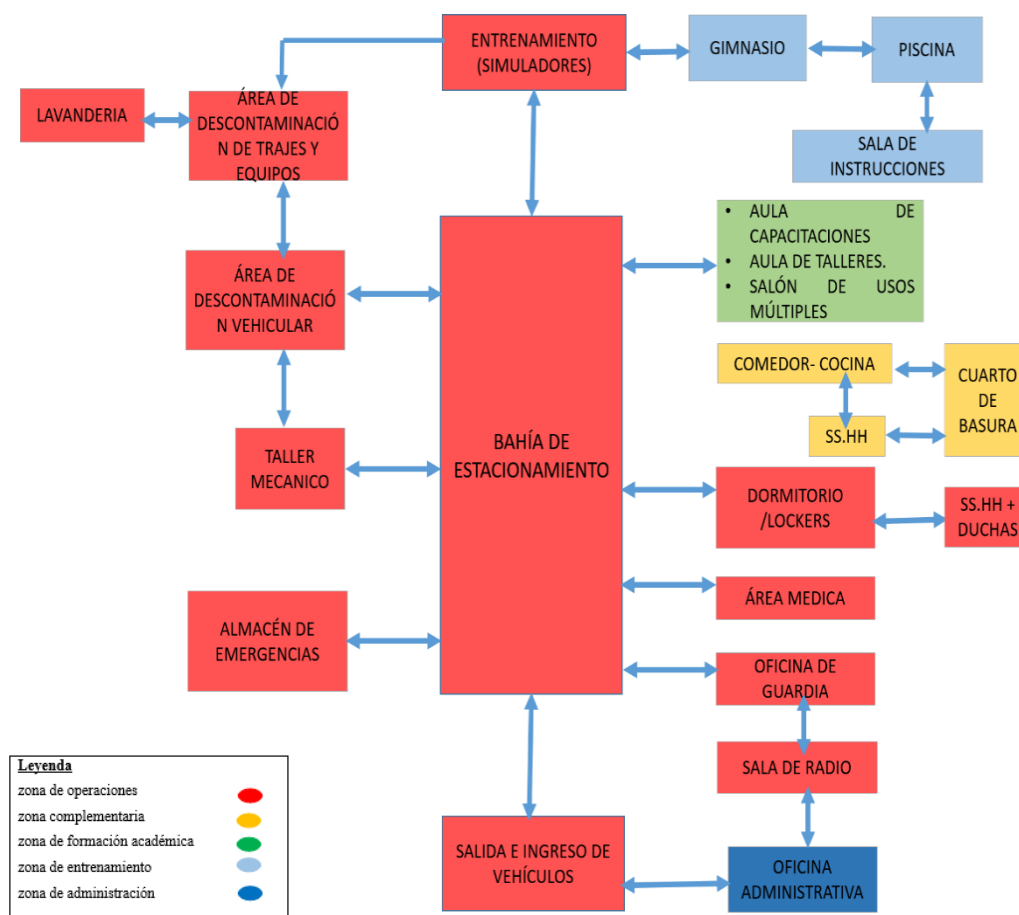 ENTRENAMIENTO
(SIMULADORES)
GIMNASIO
PISCINA
LAVANDERIA
ÁREA DE
DESCONTAMINACIÓ
N DE TRAJES Y
EQUIPOS
SALA DE
INSTRUCCIONES
• AULA DE
CAPACITACIONES
• AULA DE TALLERES.
• SALÓN DE USOS
MÚLTIPLES
ÁREA DE
DESCONTAMINACIÓ
N VEHICULAR
COMEDOR- COCINA
CUARTO
DE
BASURA
SS.HH
BAHÍA DE
ESTACIONAMIENTO
TALLER
MECANICO
DORMITORIO
/LOCKERS
SS.HH +
DUCHAS
ÁREA MEDICA
ALMACÉN DE
EMERGENCIAS
OFICINA DE
GUARDIA
SALA DE RADIO
SALIDA E INGRESO DE
VEHÍCULOS
OFICINA
ADMINISTRATIVA
Leyenda
zona de operaciones
zona complementaria
zona de formación académica
zona de entrenamiento
zona de administración